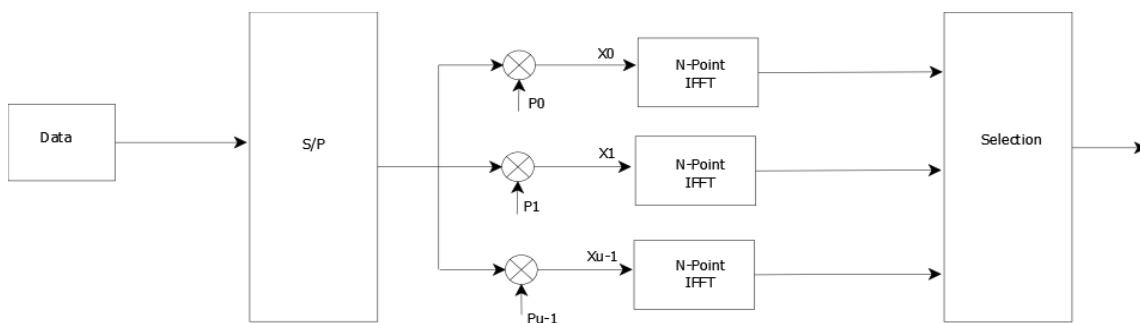 Data
S/P
X0
P0
N-Point
IFFT
X1
P1
N-Point
IFFT
Xu-1
Pu-1
N-Point
IFFT
Selection